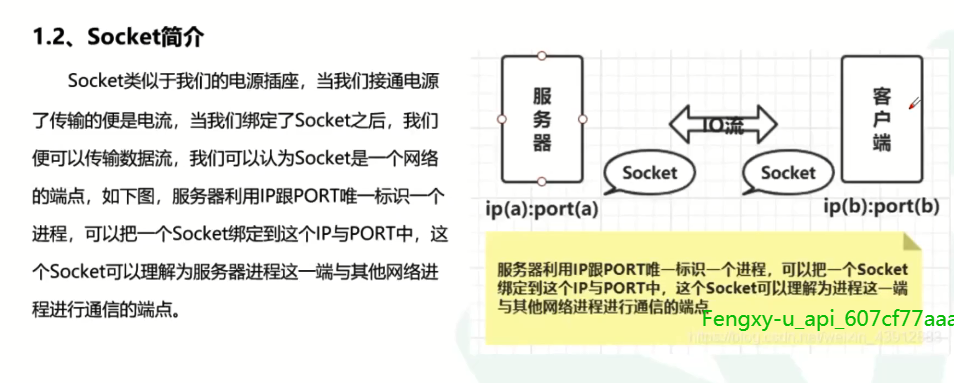 1.2、Socket简介
Socket类似于我们的电源插座，当我们接通电源
了传输的便是电流，当我们绑定了Socket之后，我们
便可以传输数据流，我们可以认为Socket是一个网络
的端点，如下图，服务器利用IP跟PORT唯一标识一个
进程，可以把一个Socket绑定到这个IP与PORT中，这
个Socket可以理解为服务器进程这一端与其他网络进
程进行通信的端点。
服务器
IO流
客户端
Socket
Socket
ip(a):port(a)
ip(b):port(b)
服务器利用IP跟PORT唯一标识一个进程，可以把一个Socket
绑定到这个IP与PORT中，这个Socket可以理解为进程这一端
与其他网络进程进行通信的端点
Fengxy-u_api_607cf77aaa